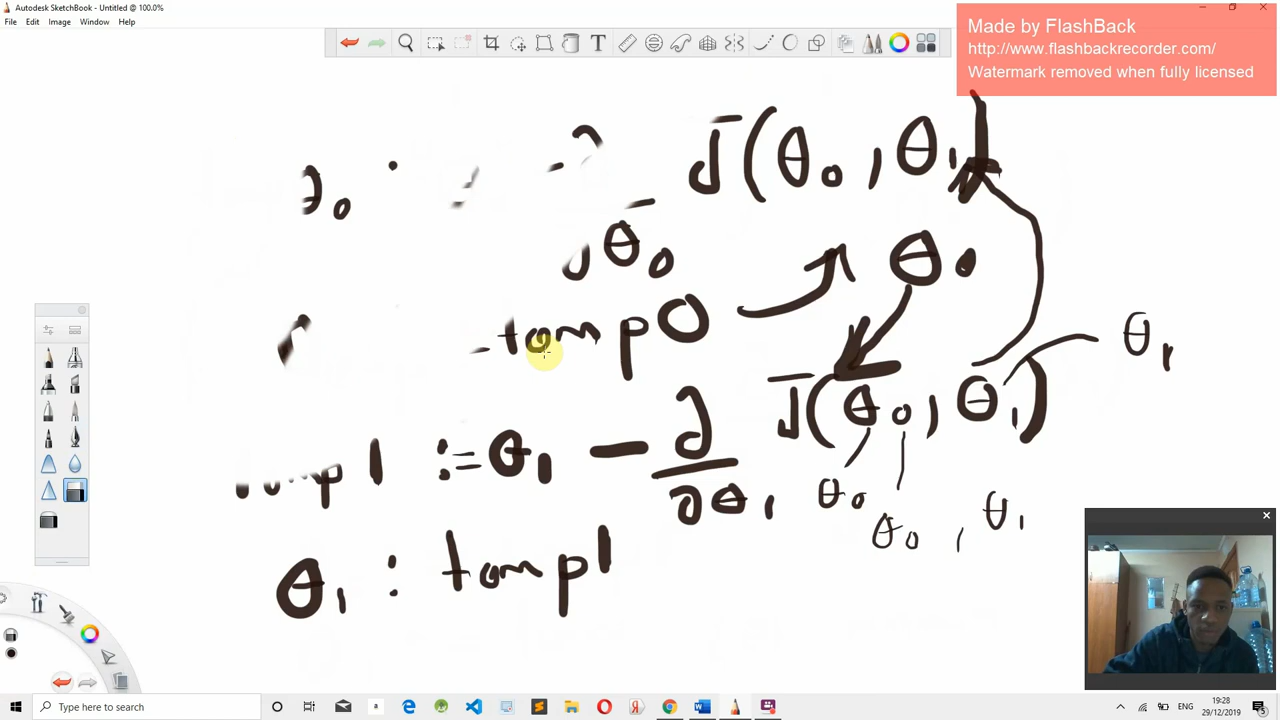 Autodesk SketchBook - Untitled @ 100.0%
File Edit Image Window Help
Made by FlashBack
http://www.flashbackrecorder.com/
Watermark removed when fully licensed
J(θ₀, θ₁)
∂θ₀
θ₀
temp0
θ₁
J(θ₀, θ₁)
temp1 := θ₁ - ∂
∂θ₁
θ₀
θ₀, θ₁
θ₁ : temp1
Type here to search
ENG
19:28
29/12/2019